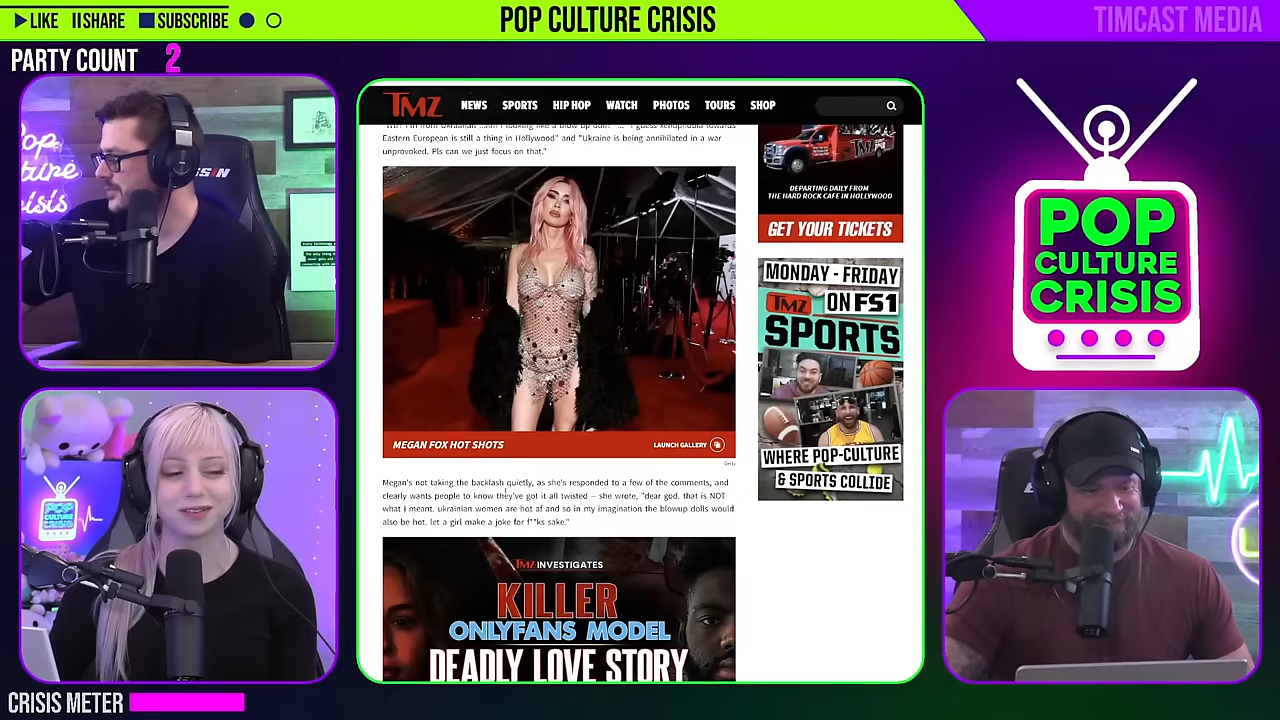 LIKE SHARE SUBSCRIBE
POP CULTURE CRISIS
TIMCAST MEDIA
PARTY COUNT 2
Pop
Culture
Crisis
TMZ NEWS SPORTS HIP HOP WATCH PHOTOS TOURS SHOP
Eastern European is still a thing in Hollywood" and "Ukraine is being annihilated in a war
unprovoked. Pls can we just focus on that."
MEGAN FOX HOT SHOTS
LAUNCH GALLERY
Getty
Megan's not taking the backlash quietly, as she's responded to a few of the comments, and
clearly wants people to know they've got it all twisted -- she wrote, "dear god. that is NOT
what i meant. ukrainian women are hot af and so in my imagination the blowup dolls would
also be hot. let a girl make a joke for f**ks sake."
TMZ INVESTIGATES
KILLER
ONLYFANS MODEL
DEADLY LOVE STORY
DEPARTING DAILY FROM
THE HARD ROCK CAFE IN HOLLYWOOD
GET YOUR TICKETS
MONDAY - FRIDAY
TMZ ON FS1
SPORTS
WHERE POP-CULTURE
& SPORTS COLLIDE
POP
CULTURE
CRISIS
POP
CULTURE
CRISIS
CRISIS METER